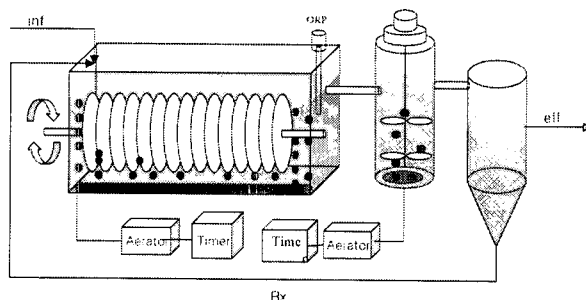 inf
ORP
eff
Aerator
Timer
Time
Aerator
Rx